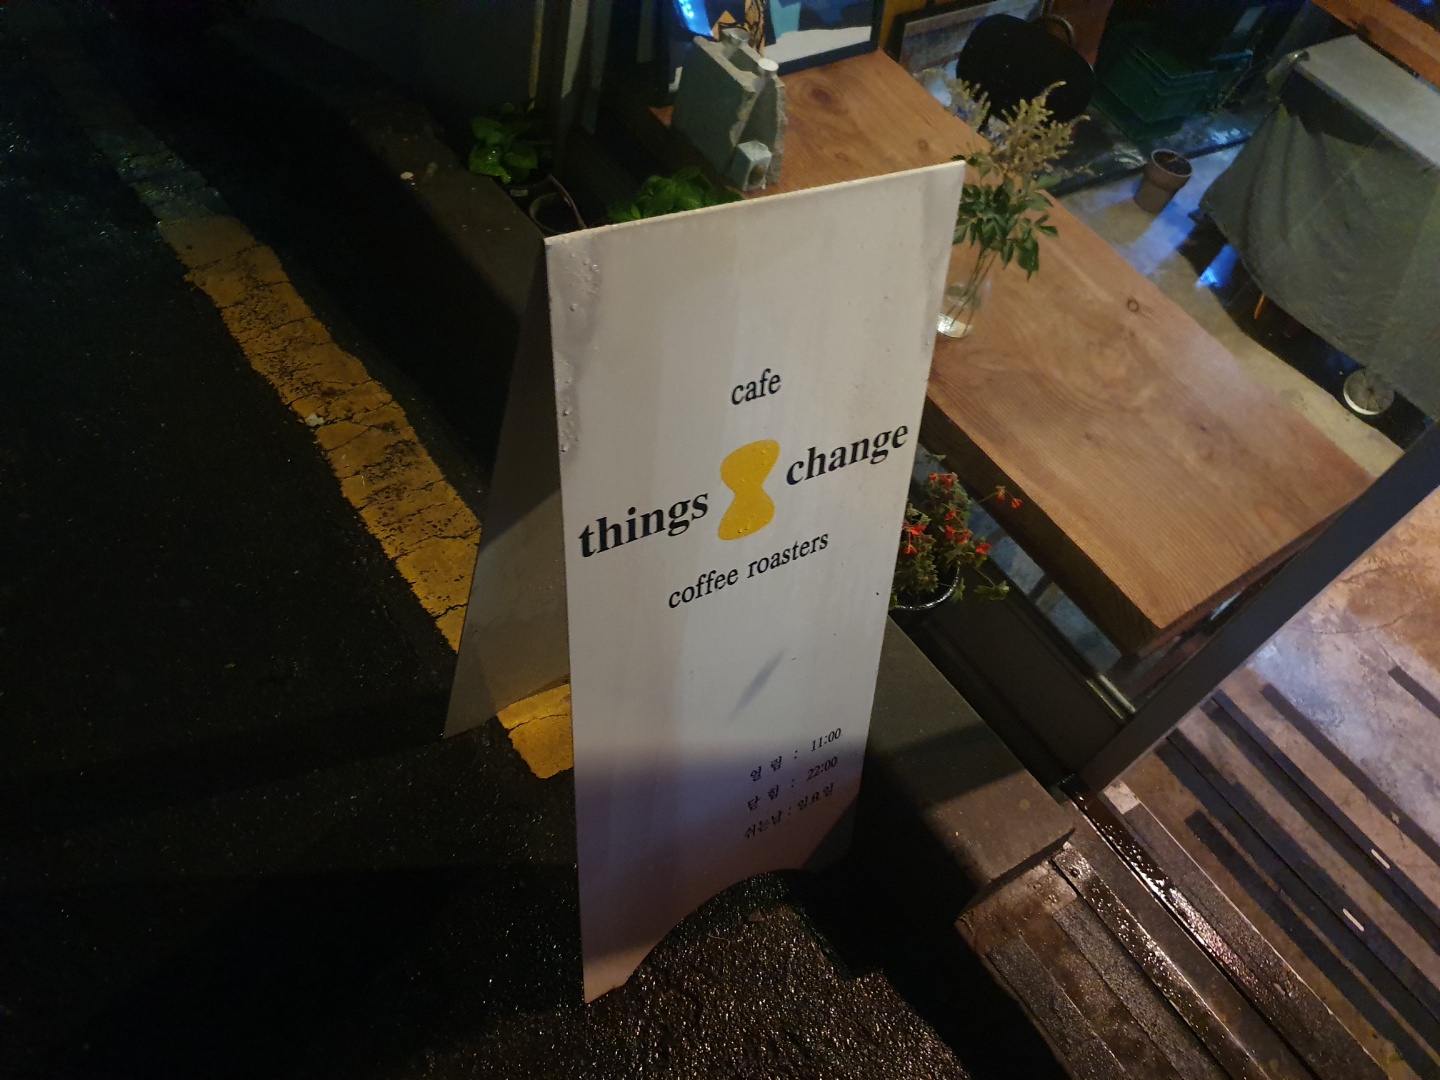 cafe
things change
coffee roasters
열림 : 11:00
닫힘 : 22:00
쉬는날 : 일요일